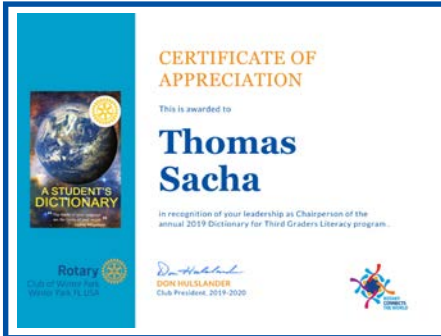 CERTIFICATE OF
APPRECIATION
This is awarded to
Thomas
Sacha
in recognition of your leadership as Chairperson of the
annual 2019 Dictionary for Third Graders Literacy program..
A STUDENT'S
DICTIONARY
Rotary
Club of Winter Park
Winter Park, FL USA
Don Hulslander
DON HULSLANDER
Club President, 2019-2020
ROTARY
CONNECTS
THE WORLD